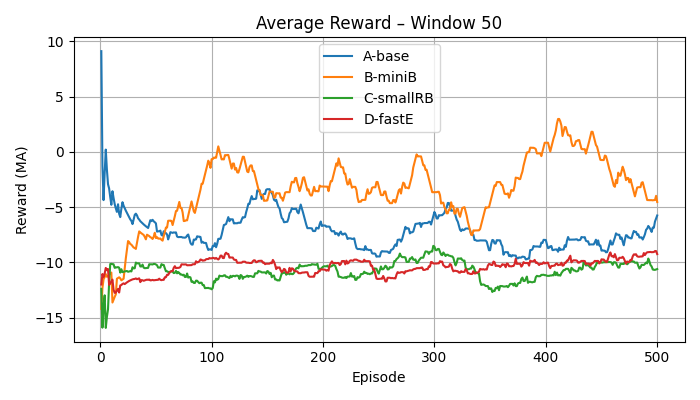 Average Reward – Window 50
Reward (MA)
10
5
0
−5
−10
−15
A-base
B-miniB
C-smallRB
D-fastE
0
100
200
300
400
500
Episode